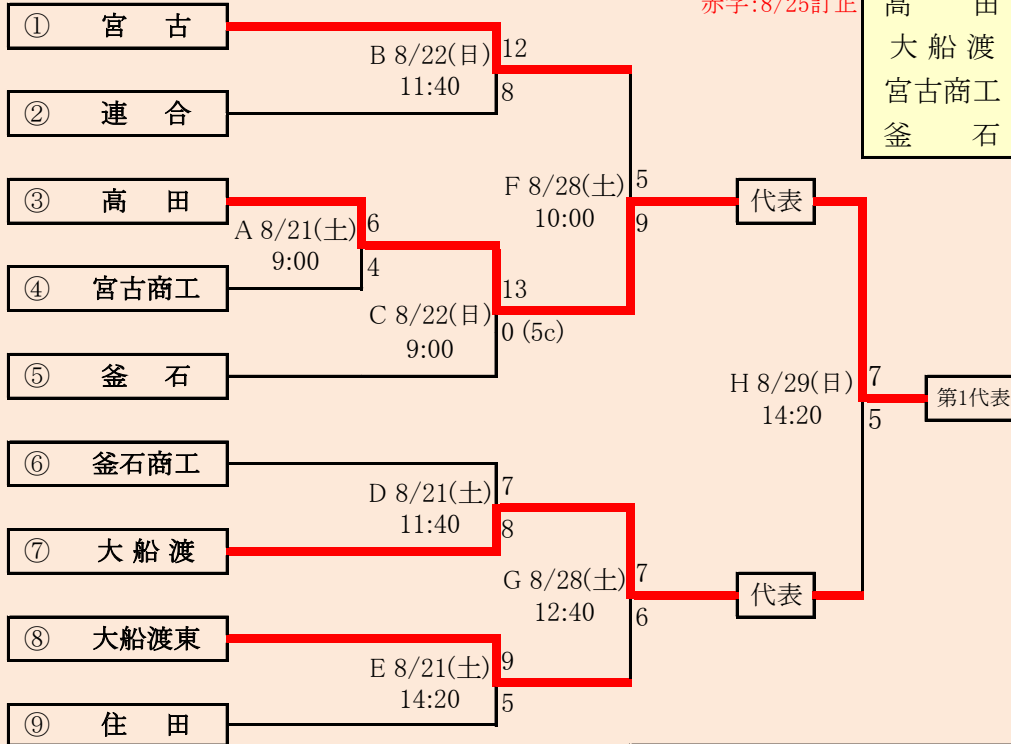 赤字:8/25訂正
高 田
大 船 渡
宮古商工
釜 石
① 宮 古
B 8/22(日) 12
11:40 8
② 連 合
③ 高 田
F 8/28(土) 5
10:00 9
代表
A 8/21(土) 6
9:00 4
④ 宮古商工
13
C 8/22(日) 0 (5c)
9:00
⑤ 釜 石
H 8/29(日) 7
14:20 5
第1代表
⑥ 釜石商工
D 8/21(土) 7
11:40 8
⑦ 大 船 渡
G 8/28(土) 7
12:40 6
代表
⑧ 大船渡東
E 8/21(土) 9
14:20 5
⑨ 住 田